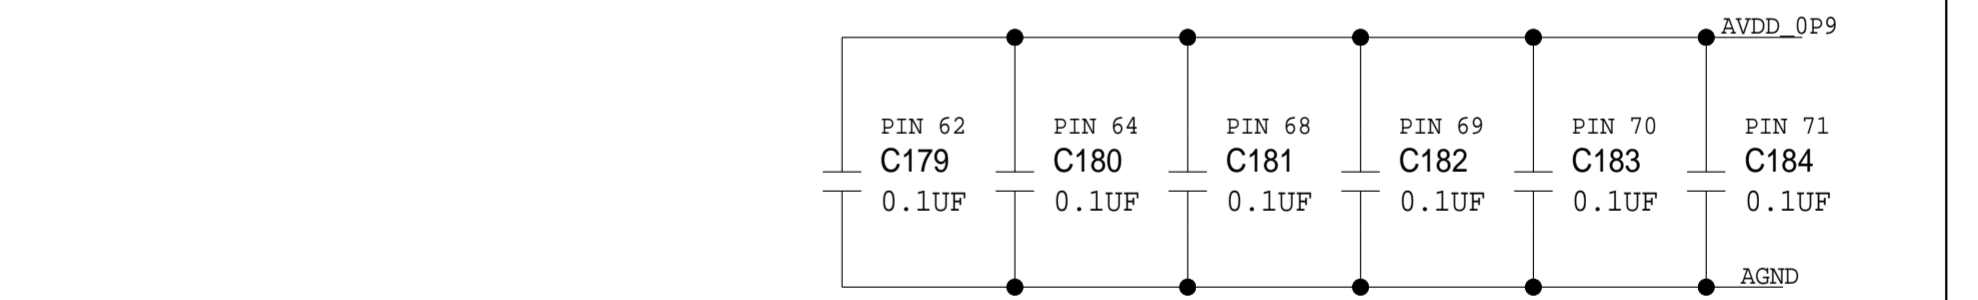 AVDD_0P9
PIN 62 PIN 64 PIN 68 PIN 69 PIN 70 PIN 71
C179 C180 C181 C182 C183 C184
0.1UF 0.1UF 0.1UF 0.1UF 0.1UF 0.1UF
AGND